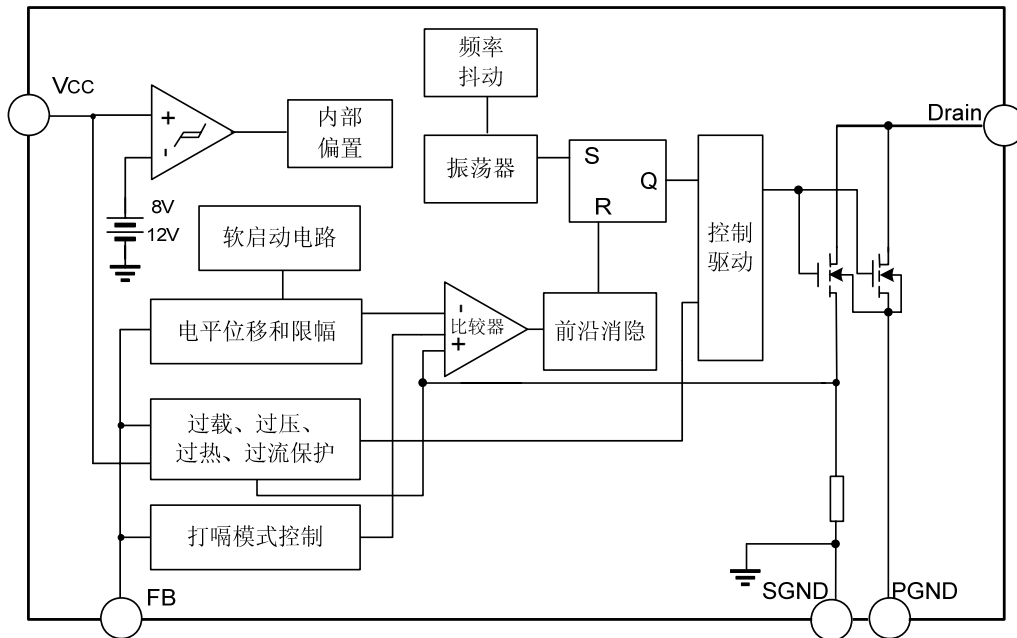 频率
抖动
Vcc
Drain
+
-
内部
偏置
振荡器
S
Q
R
8V
12V
软启动电路
控制
驱动
电平位移和限幅
-
比较器
+
前沿消隐
过载、过压、
过热、过流保护
打嗝模式控制
FB
SGND
PGND